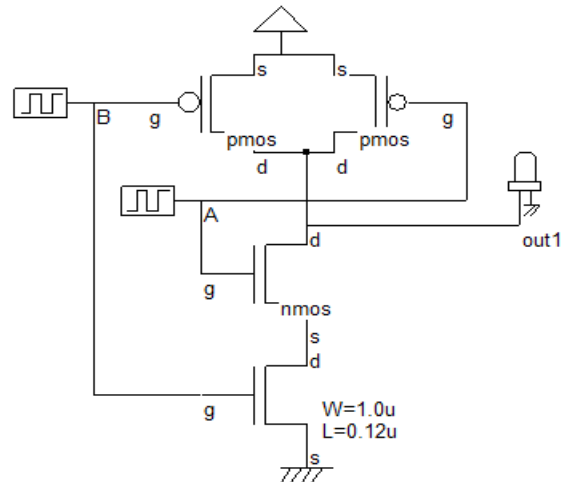 s s
B g g
pmos pmos
d d
A
d out1
g
nmos
s
d
g
W=1.0u
L=0.12u
s